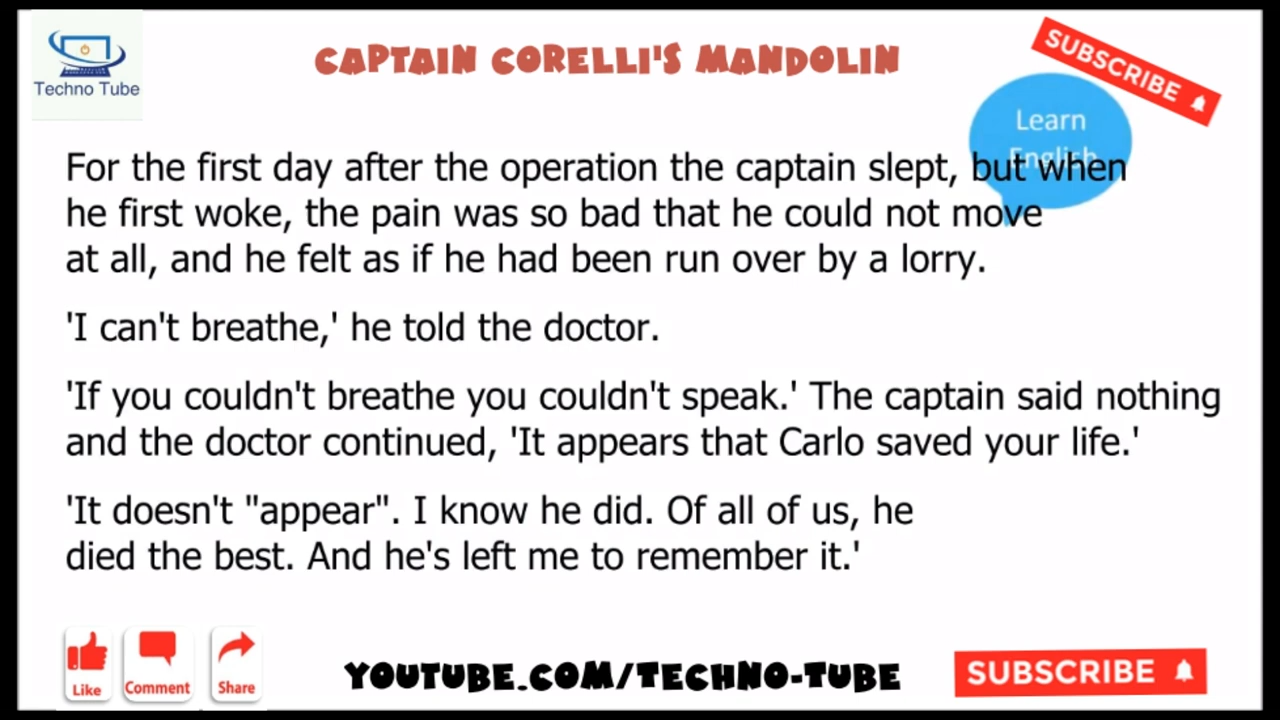 CAPTAIN CORELLI'S MANDOLIN
SUBSCRIBE
Techno Tube
Learn
English
For the first day after the operation the captain slept, but when
he first woke, the pain was so bad that he could not move
at all, and he felt as if he had been run over by a lorry.
'I can't breathe,' he told the doctor.
'If you couldn't breathe you couldn't speak.' The captain said nothing
and the doctor continued, 'It appears that Carlo saved your life.'
'It doesn't "appear". I know he did. Of all of us, he
died the best. And he's left me to remember it.'
Like
Comment
Share
YOUTUBE.COM/TECHNO-TUBE
SUBSCRIBE